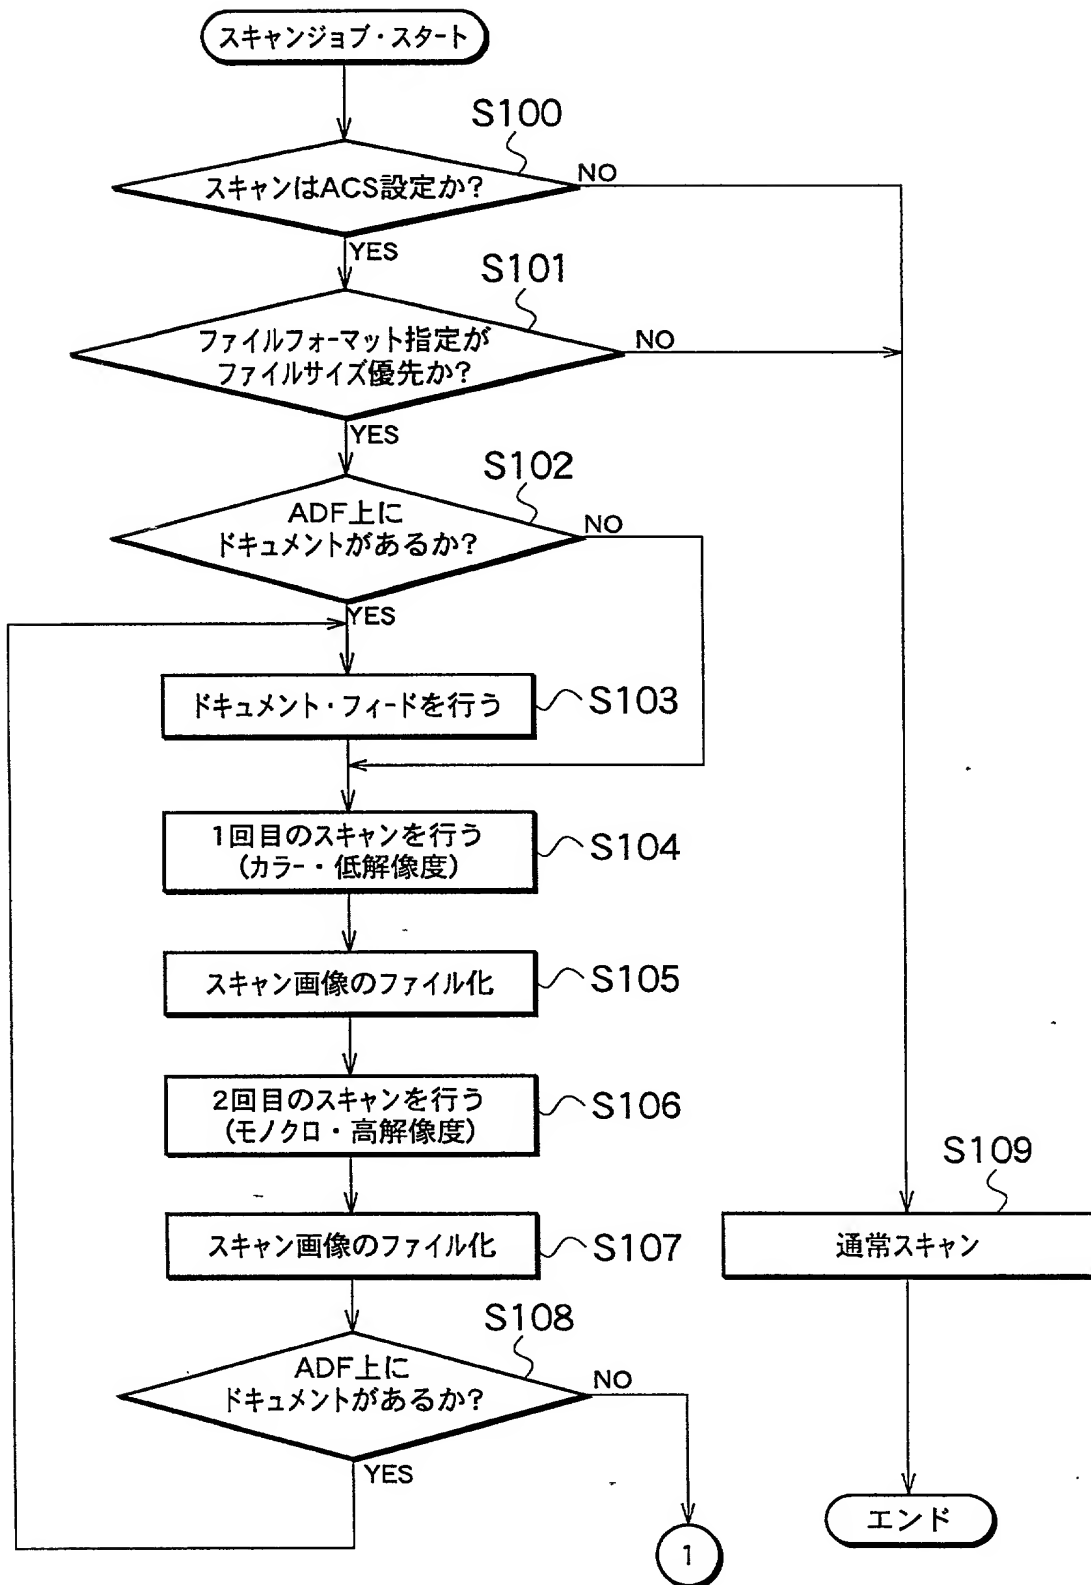 スキャンジョブ・スタート
S100
スキャンはACS設定か?
NO
YES
S101
ファイルフォーマット指定が
ファイルサイズ優先か?
NO
YES
S102
ADF上に
ドキュメントがあるか?
NO
YES
ドキュメント・フィードを行う
S103
1回目のスキャンを行う
(カラー・低解像度)
S104
スキャン画像のファイル化
S105
2回目のスキャンを行う
(モノクロ・高解像度)
S106
スキャン画像のファイル化
S107
S109
通常スキャン
S108
ADF上に
ドキュメントがあるか?
NO
YES
エンド
1